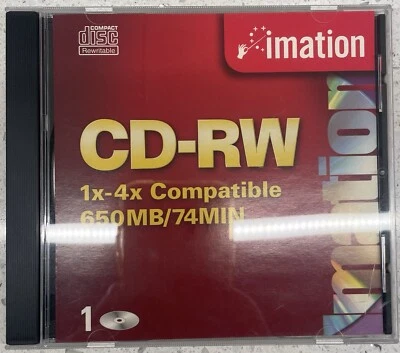 COMPACT
disc
Rewritable
imation
CD-RW
1x-4x Compatible
650MB/74MIN
1
imation